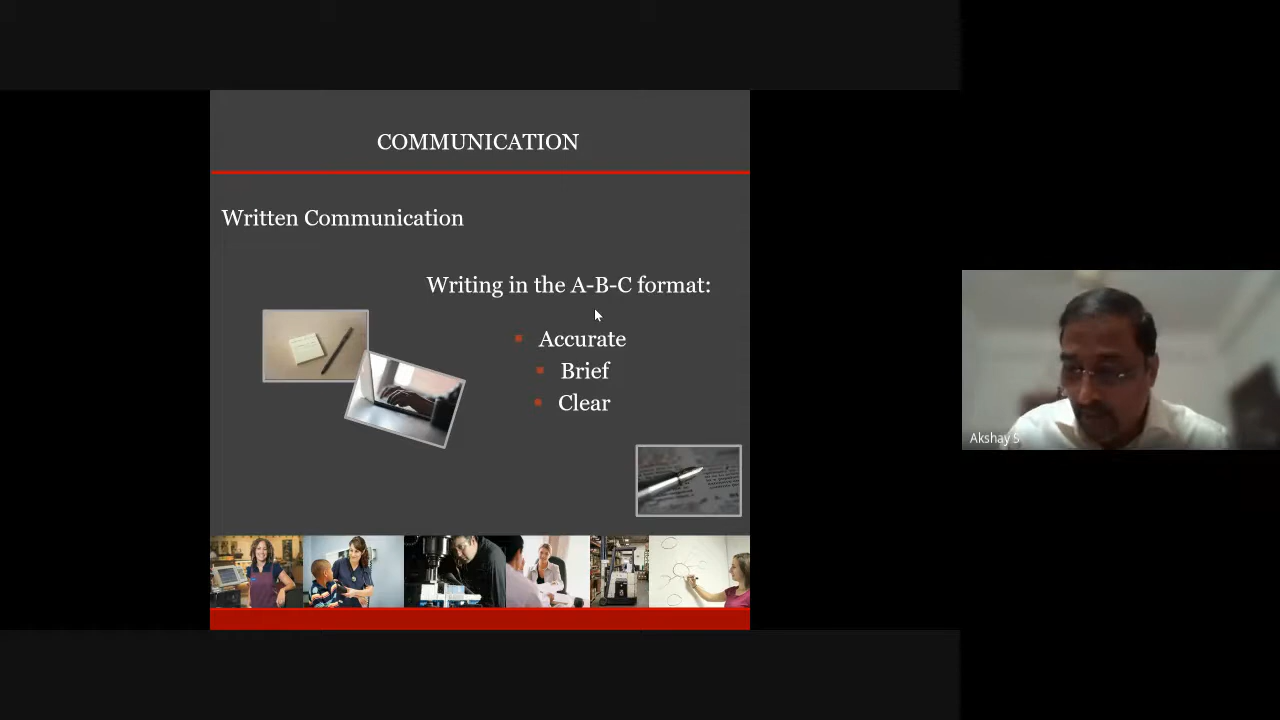 COMMUNICATION
Written Communication
Writing in the A-B-C format:
Accurate
Brief
Clear
Akshay S